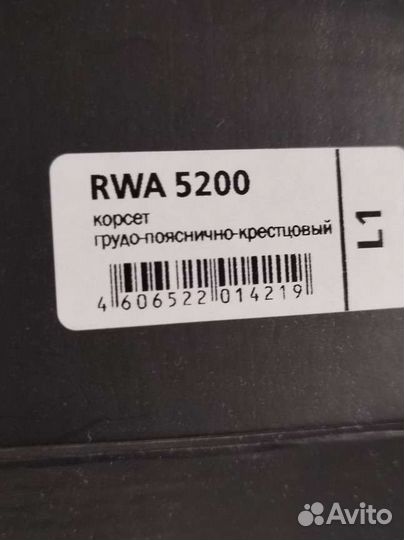 RWA 5200
корсет
грудо-пояснично-крестцовый
4 606522 014219
L1
Avito